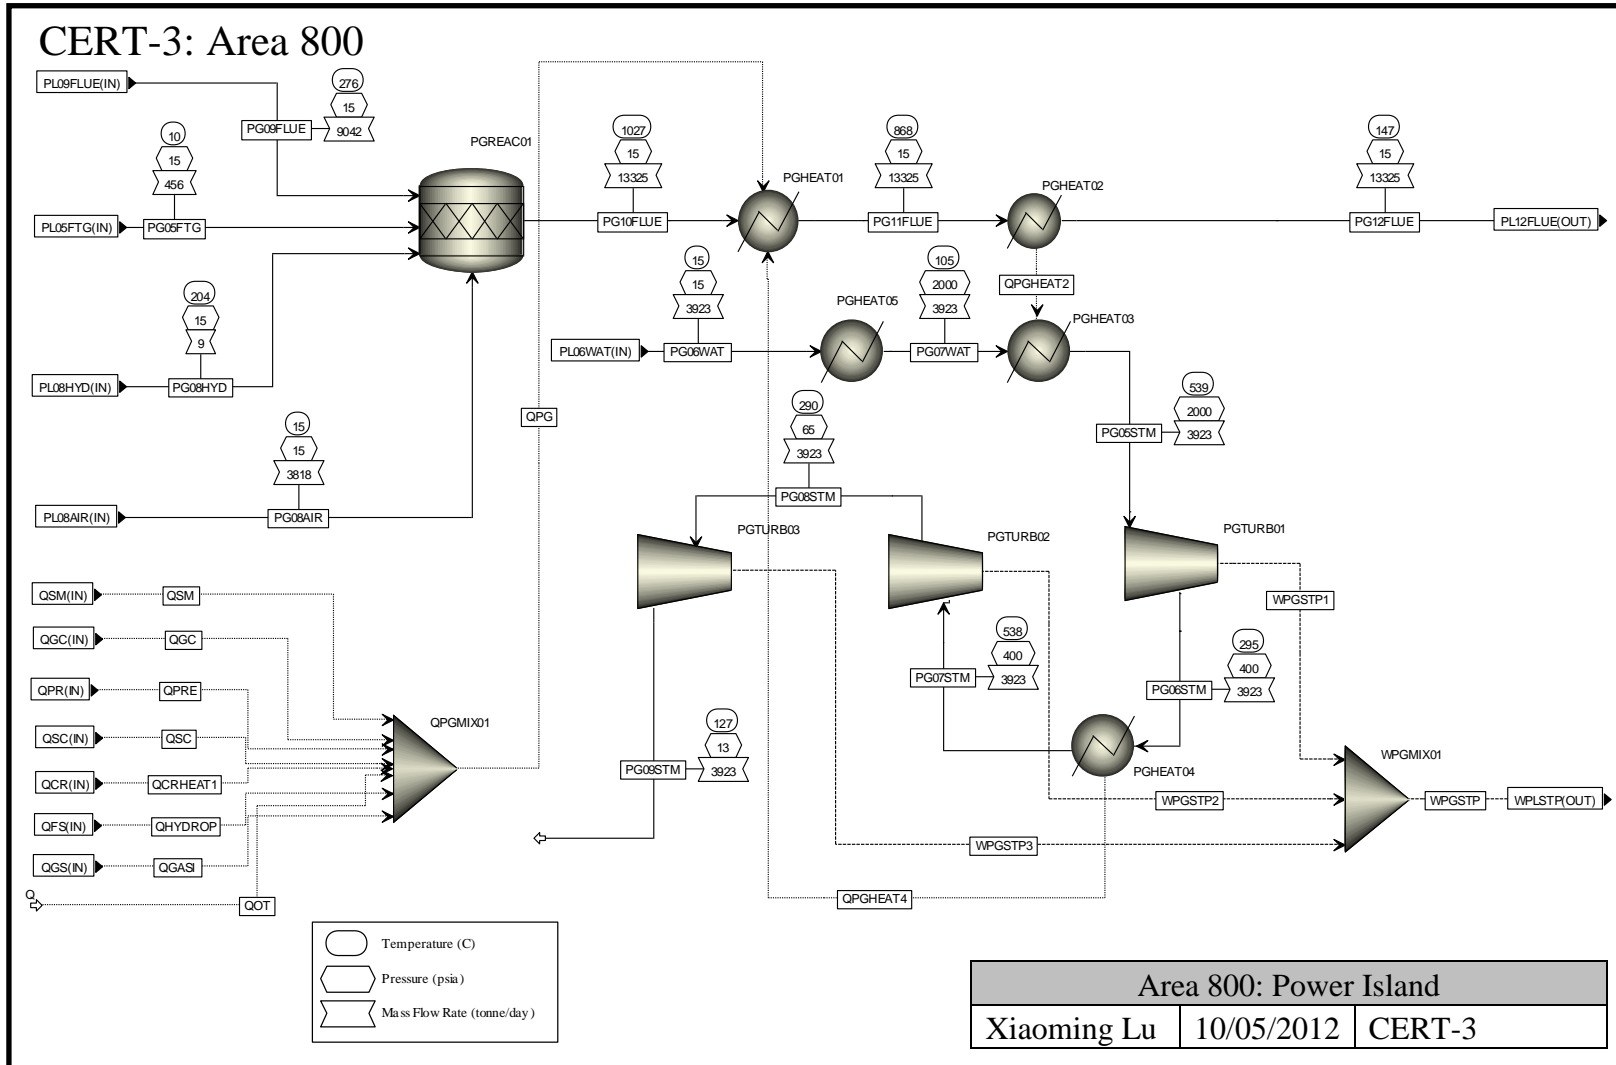 CERT-3: Area 800
PL09FLUE(IN)
276
15
9042
PG09FLUE
PGREAC01
10
15
456
PL05FTG(IN)
PG05FTG
1027
15
13325
PG10FLUE
PGHEAT01
868
15
13325
PG11FLUE
PGHEAT02
147
15
13325
PG12FLUE
PL12FLUE(OUT)
204
15
9
PL08HYD(IN)
PG08HYD
15
15
3923
PL06WAT(IN)
PG06WAT
PGHEAT05
105
2000
3923
PG07WAT
QPGHEAT2
PGHEAT03
15
15
3818
PL08AIR(IN)
PG08AIR
QPG
290
65
3923
PG08STM
539
2000
3923
PG05STM
PGTURB03
PGTURB02
PGTURB01
WPGSTP1
QSM(IN)
QSM
QGC(IN)
QGC
QPR(IN)
QPRE
QSC(IN)
QSC
QCR(IN)
QCRHEAT1
QFS(IN)
QHYDROP
QGS(IN)
QGASI
Q
QOT
QPGMIX01
538
400
3923
PG07STM
295
400
3923
PG06STM
127
13
3923
PG09STM
PGHEAT04
WPGMIX01
WPGSTP2
WPGSTP
WPLSTP(OUT)
WPGSTP3
QPGHEAT4
Temperature (C)
Pressure (psia)
Mass Flow Rate (tonne/day)
Area 800: Power Island
Xiaoming Lu 10/05/2012 CERT-3